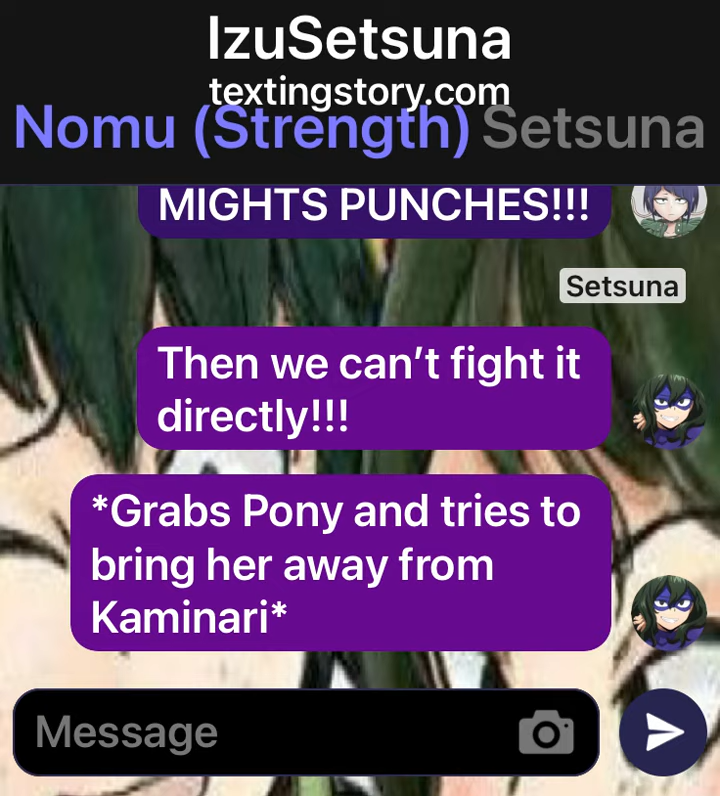 IzuSetsuna
textingstory.com
Nomu (Strength) Setsuna
MIGHTS PUNCHES!!!
Setsuna
Then we can’t fight it
directly!!!
*Grabs Pony and tries to
bring her away from
Kaminari*
Message